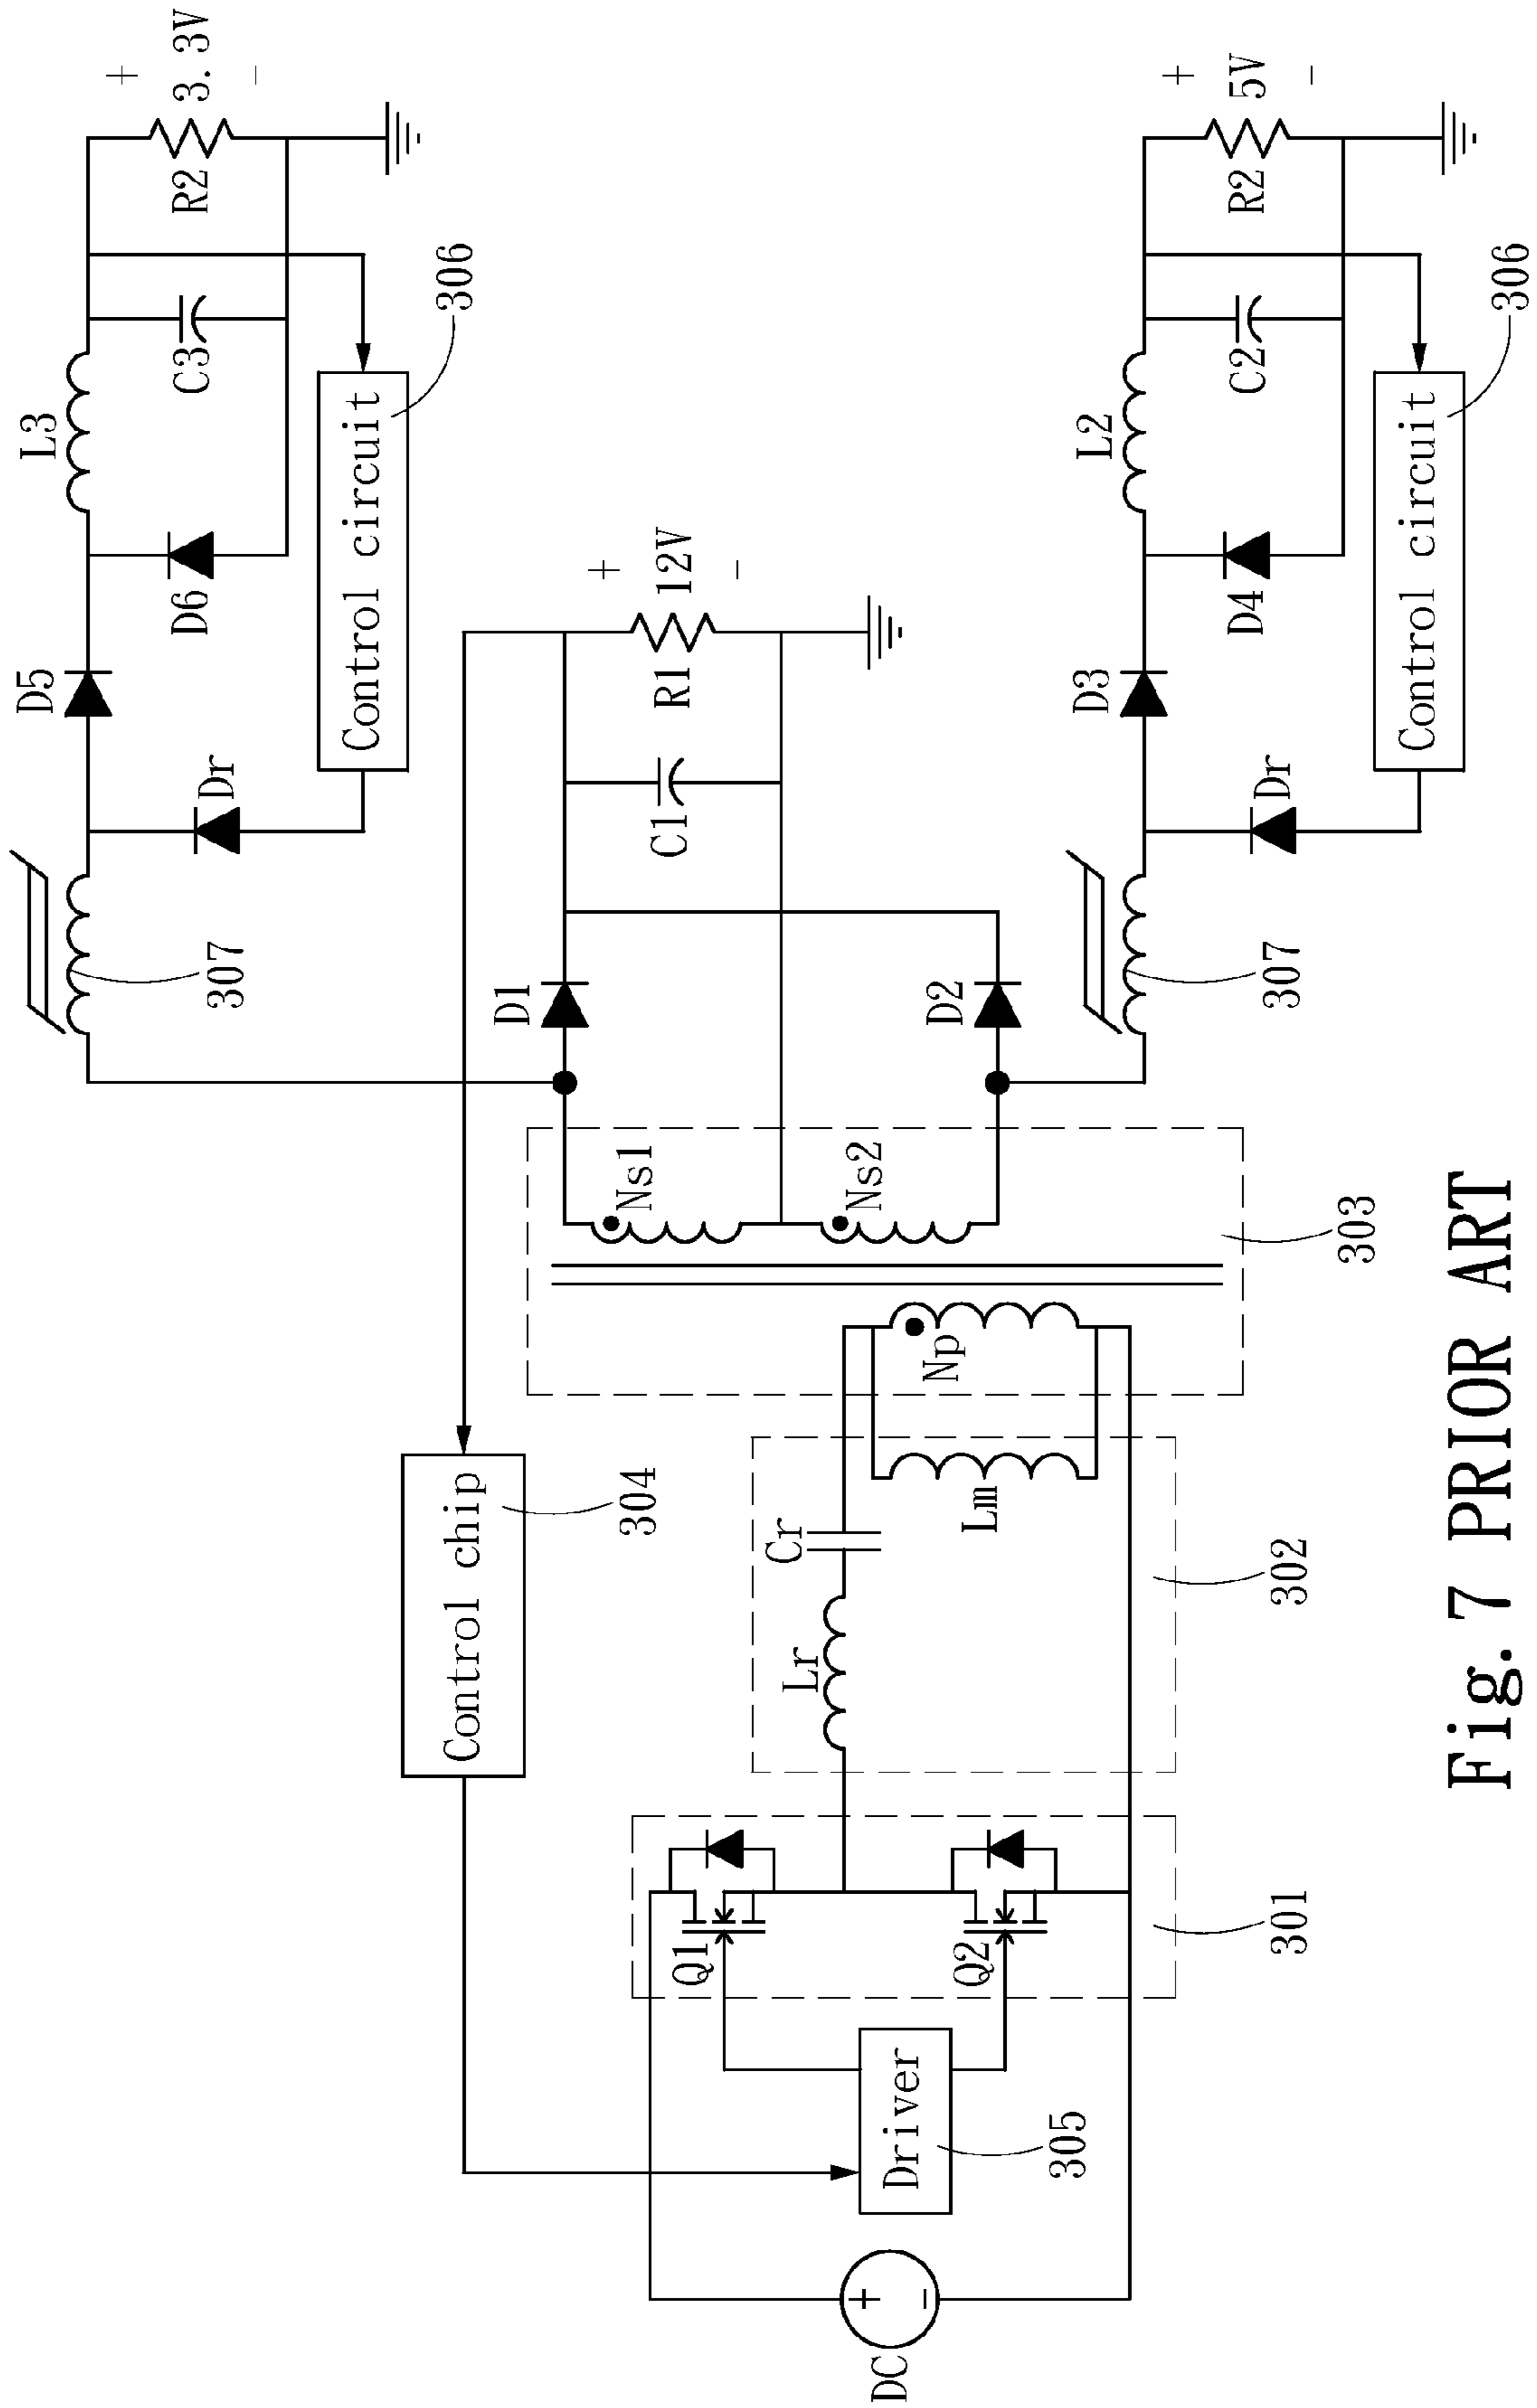 L3
D5
D6
Dr
C3
R2
+
3.3V
-
Control circuit
306
307
Control chip
304
D1
D2
C1
R1
+
12V
-
Ns1
Ns2
Np
303
Lm
Cr
Lr
302
Q1
Q2
301
Driver
305
DC
+
-
L2
D3
D4
Dr
C2
R2
+
5V
-
Control circuit
306
307
Fig. 7 PRIOR ART